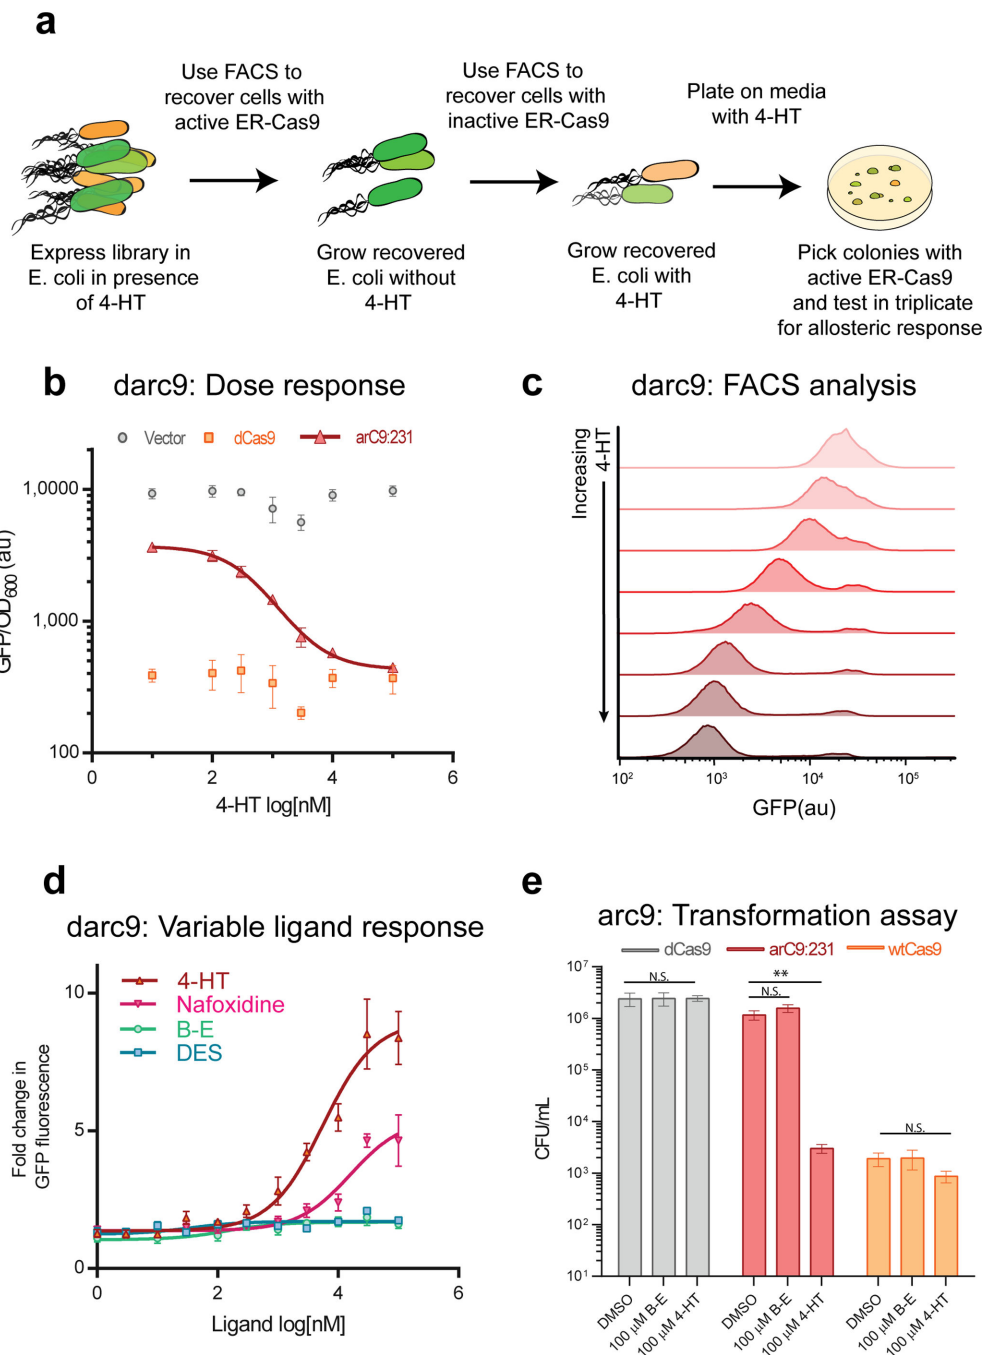 a
Use FACS to
recover cells with
active ER-Cas9
Use FACS to
recover cells with
inactive ER-Cas9
Plate on media
with 4-HT
Express library in
E. coli in presence
of 4-HT
Grow recovered
E. coli without
4-HT
Grow recovered
E. coli with
4-HT
Pick colonies with
active ER-Cas9
and test in triplicate
for allosteric response
b
darc9: Dose response
Vector
dCas9
arC9:231
GFP/OD600 (au)
1,0000
1,000
100
0
2
4
6
4-HT log[nM]
c
darc9: FACS analysis
Increasing
4-HT
10²
10³
10⁴
10⁵
GFP(au)
d
darc9: Variable ligand response
4-HT
Nafoxidine
B-E
DES
Fold change in
GFP fluorescence
10
5
0
0
2
4
6
Ligand log[nM]
e
arc9: Transformation assay
dCas9
arC9:231
wtCas9
CFU/mL
10⁷
10⁶
10⁵
10⁴
10³
10²
10¹
N.S.
**
N.S.
N.S.
DMSO
100 µM B-E
100 µM 4-HT
DMSO
100 µM B-E
100 µM 4-HT
DMSO
100 µM B-E
100 µM 4-HT